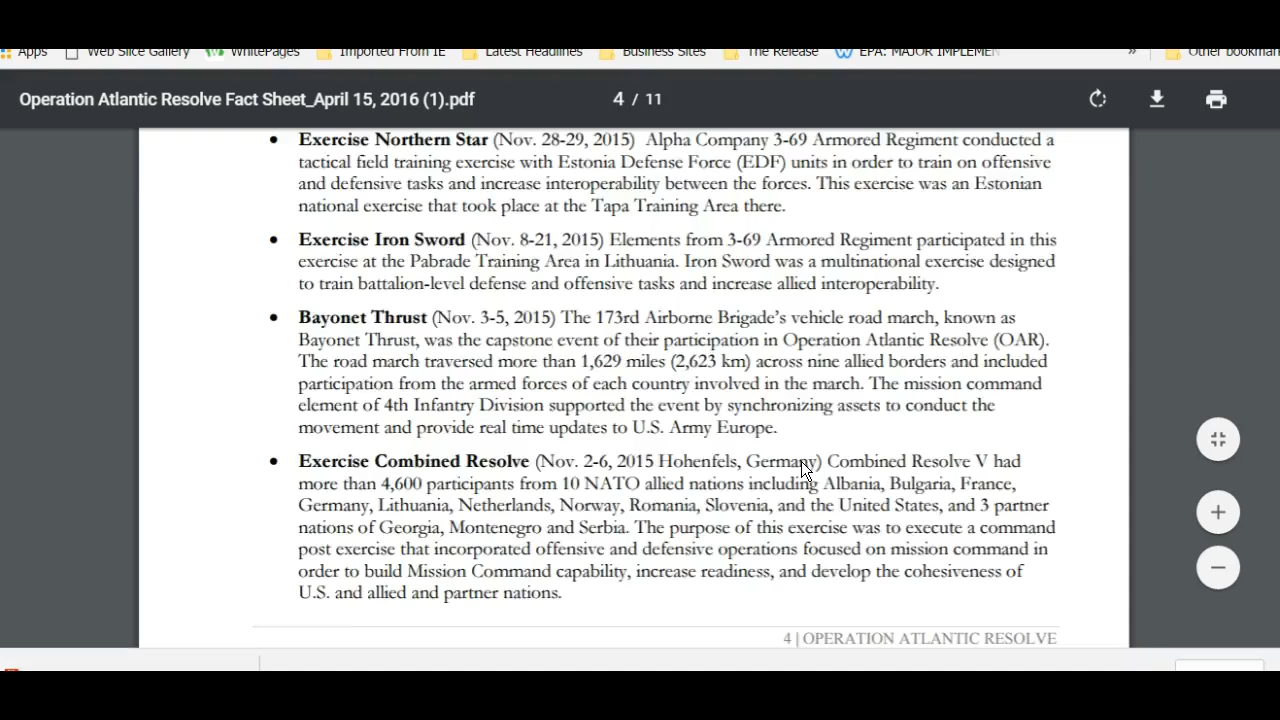 Apps Web Slice Gallery WhitePages Imported From IE Latest Headlines Business Sites The Release EPA: MAJOR IMPLEMEN » Other bookmar
Operation Atlantic Resolve Fact Sheet_April 15, 2016 (1).pdf 4 / 11
• Exercise Northern Star (Nov. 28-29, 2015) Alpha Company 3-69 Armored Regiment conducted a
tactical field training exercise with Estonia Defense Force (EDF) units in order to train on offensive
and defensive tasks and increase interoperability between the forces. This exercise was an Estonian
national exercise that took place at the Tapa Training Area there.
• Exercise Iron Sword (Nov. 8-21, 2015) Elements from 3-69 Armored Regiment participated in this
exercise at the Pabrade Training Area in Lithuania. Iron Sword was a multinational exercise designed
to train battalion-level defense and offensive tasks and increase allied interoperability.
• Bayonet Thrust (Nov. 3-5, 2015) The 173rd Airborne Brigade's vehicle road march, known as
Bayonet Thrust, was the capstone event of their participation in Operation Atlantic Resolve (OAR).
The road march traversed more than 1,629 miles (2,623 km) across nine allied borders and included
participation from the armed forces of each country involved in the march. The mission command
element of 4th Infantry Division supported the event by synchronizing assets to conduct the
movement and provide real time updates to U.S. Army Europe.
• Exercise Combined Resolve (Nov. 2-6, 2015 Hohenfels, Germany) Combined Resolve V had
more than 4,600 participants from 10 NATO allied nations including Albania, Bulgaria, France,
Germany, Lithuania, Netherlands, Norway, Romania, Slovenia, and the United States, and 3 partner
nations of Georgia, Montenegro and Serbia. The purpose of this exercise was to execute a command
post exercise that incorporated offensive and defensive operations focused on mission command in
order to build Mission Command capability, increase readiness, and develop the cohesiveness of
U.S. and allied and partner nations.
4 | OPERATION ATLANTIC RESOLVE